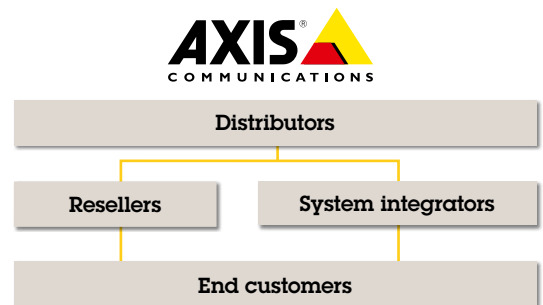 AXIS®
COMMUNICATIONS
Distributors
Resellers
System integrators
End customers